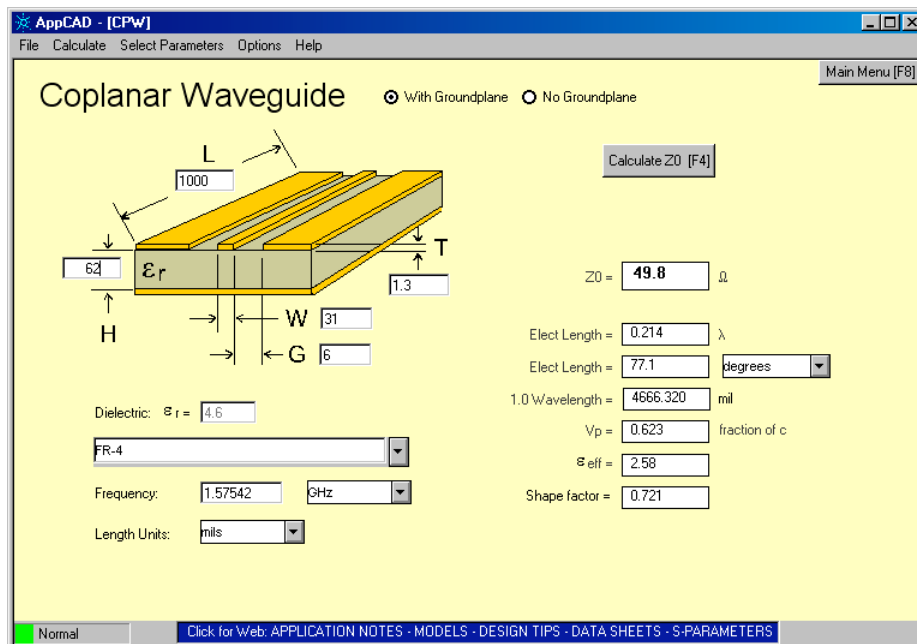 AppCAD - [CPW]
File Calculate Select Parameters Options Help
Main Menu [F8]
Coplanar Waveguide
With Groundplane No Groundplane
L
1000
Calculate Z0 [F4]
62
εr
T
1.3
H
W 31
G 6
Z0 = 49.8 Ω
Elect Length = 0.214 λ
Elect Length = 77.1 degrees
1.0 Wavelength = 4666.320 mil
Vp = 0.623 fraction of c
ε eff = 2.58
Shape factor = 0.721
Dielectric: ε r = 4.6
FR-4
Frequency: 1.57542 GHz
Length Units: mils
Normal
Click for Web: APPLICATION NOTES - MODELS - DESIGN TIPS - DATA SHEETS - S-PARAMETERS